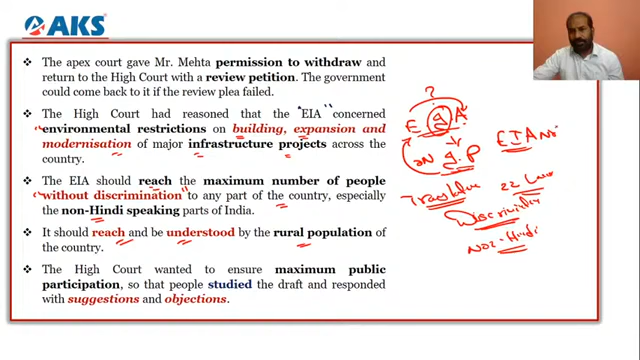 AKS
❖ The apex court gave Mr. Mehta permission to withdraw and
return to the High Court with a review petition. The government
could come back to it if the review plea failed.
❖ The High Court had reasoned that the EIA concerned
environmental restrictions on building, expansion and
modernisation of major infrastructure projects across the
country.
❖ The EIA should reach the maximum number of people
without discrimination to any part of the country, especially
the non-Hindi speaking parts of India.
❖ It should reach and be understood by the rural population of
the country.
❖ The High Court wanted to ensure maximum public
participation, so that people studied the draft and responded
with suggestions and objections.
?
E A
EIA
22
Non-Hindi